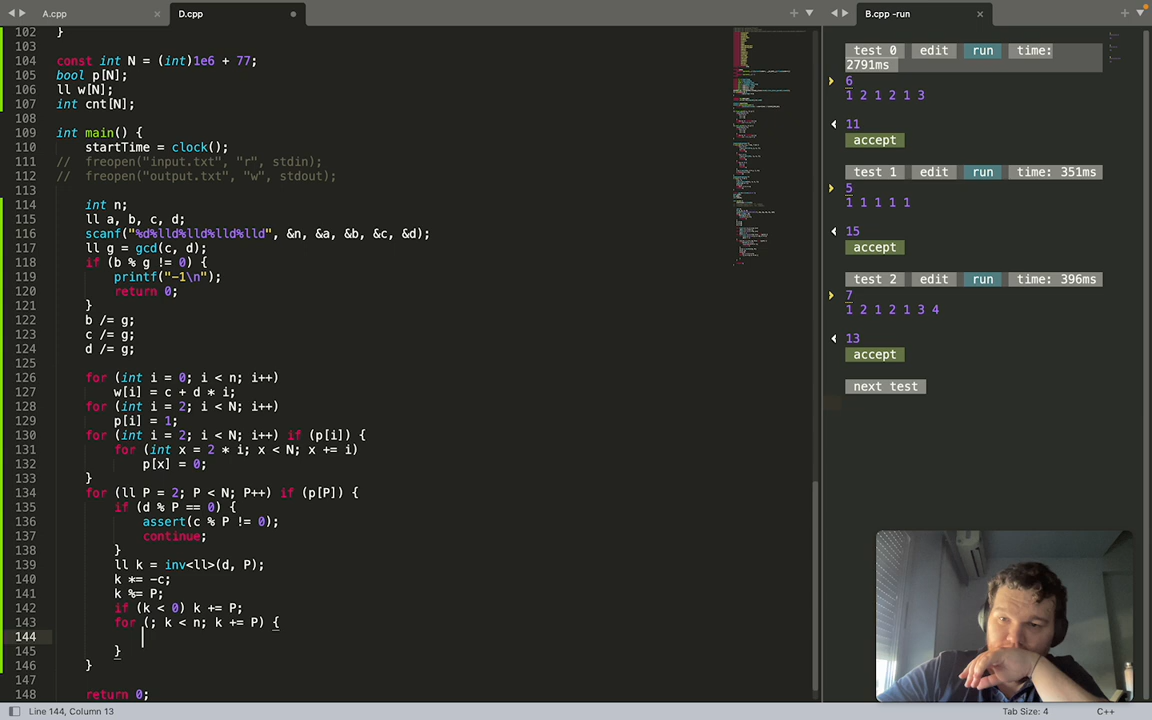 A.cpp
D.cpp
B.cpp -run
102 }
103
104 const int N = (int)1e6 + 77;
105 bool p[N];
106 ll w[N];
107 int cnt[N];
108
109 int main() {
110 startTime = clock();
111 // freopen("input.txt", "r", stdin);
112 // freopen("output.txt", "w", stdout);
113
114 int n;
115 ll a, b, c, d;
116 scanf("%d%lld%lld%lld%lld", &n, &a, &b, &c, &d);
117 ll g = gcd(c, d);
118 if (b % g != 0) {
119 printf("-1\n");
120 return 0;
121 }
122 b /= g;
123 c /= g;
124 d /= g;
125
126 for (int i = 0; i < n; i++)
127 w[i] = c + d * i;
128 for (int i = 2; i < N; i++)
129 p[i] = 1;
130 for (int i = 2; i < N; i++) if (p[i]) {
131 for (int x = 2 * i; x < N; x += i)
132 p[x] = 0;
133 }
134 for (ll P = 2; P < N; P++) if (p[P]) {
135 if (d % P == 0) {
136 assert(c % P != 0);
137 continue;
138 }
139 ll k = inv<ll>(d, P);
140 k *= -c;
141 k %= P;
142 if (k < 0) k += P;
143 for (; k < n; k += P) {
144
145 }
146 }
147
148 return 0;
test 0 edit run time:
2791ms
6
1 2 1 2 1 3
11
accept
test 1 edit run time: 351ms
5
1 1 1 1 1
15
accept
test 2 edit run time: 396ms
7
1 2 1 2 1 3 4
13
accept
next test
Line 144, Column 13
Tab Size: 4
C++